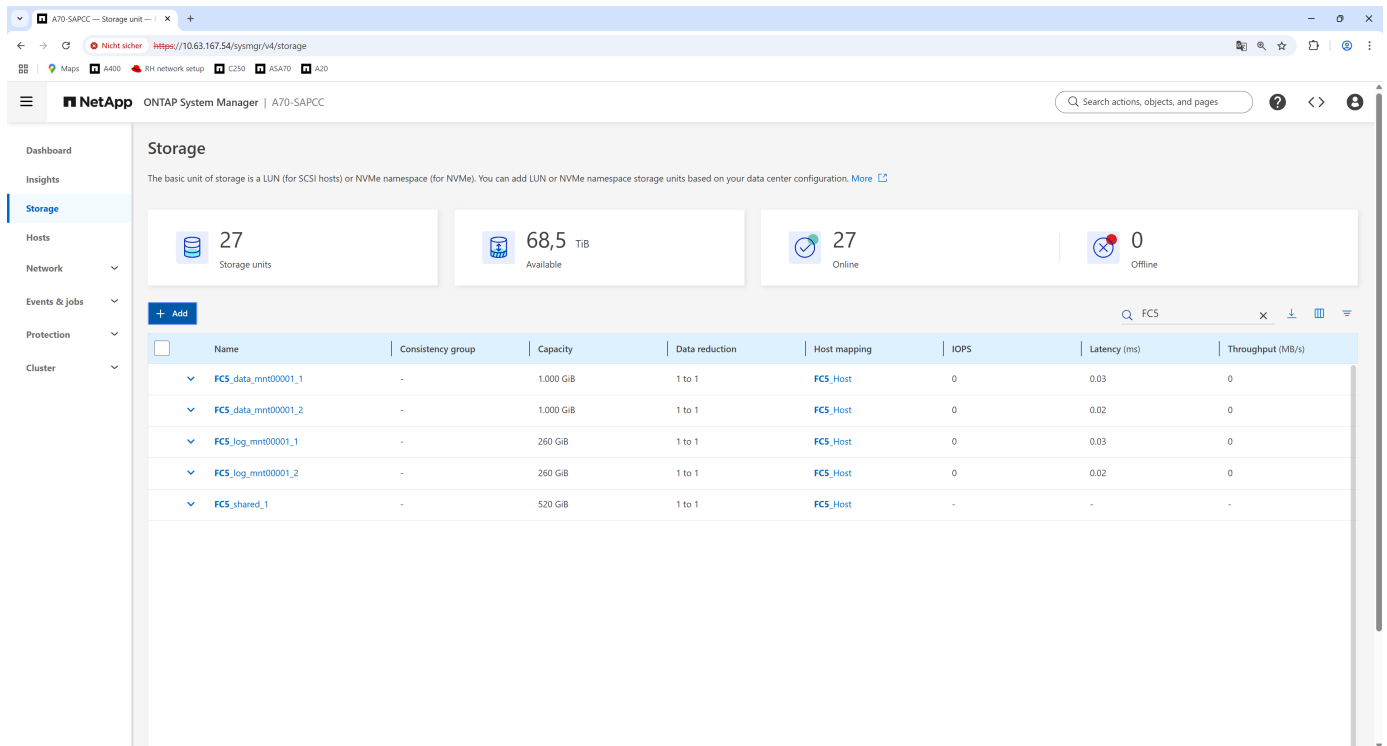 A70-SAPCC — Storage unit —
Nicht sicher https://10.63.167.54/sysmgr/v4/storage
Maps A400 RH network setup C250 ASA70 A20
NetApp ONTAP System Manager | A70-SAPCC Search actions, objects, and pages
Dashboard
Insights
Storage
Hosts
Network
Events & jobs
Protection
Cluster
Storage
The basic unit of storage is a LUN (for SCSI hosts) or NVMe namespace (for NVMe). You can add LUN or NVMe namespace storage units based on your data center configuration. More
27
Storage units
68,5 TiB
Available
27
Online
0
Offline
+ Add FC5
Name Consistency group Capacity Data reduction Host mapping IOPS Latency (ms) Throughput (MB/s)
FC5_data_mnt00001_1 - 1.000 GiB 1 to 1 FC5_Host 0 0.03 0
FC5_data_mnt00001_2 - 1.000 GiB 1 to 1 FC5_Host 0 0.02 0
FC5_log_mnt00001_1 - 260 GiB 1 to 1 FC5_Host 0 0.03 0
FC5_log_mnt00001_2 - 260 GiB 1 to 1 FC5_Host 0 0.02 0
FC5_shared_1 - 520 GiB 1 to 1 FC5_Host - - -